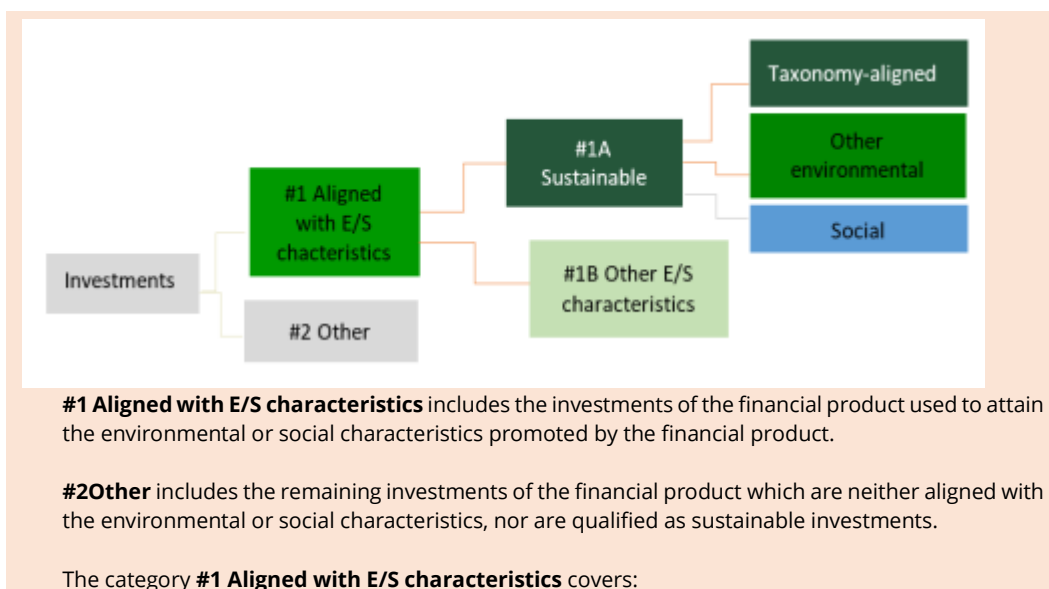 Taxonomy-aligned
#1A
Sustainable
Other
environmental
#1 Aligned
with E/S
chacteristics
Social
Investments
#1B Other E/S
characteristics
#2 Other
#1 Aligned with E/S characteristics includes the investments of the financial product used to attain
the environmental or social characteristics promoted by the financial product.
#2Other includes the remaining investments of the financial product which are neither aligned with
the environmental or social characteristics, nor are qualified as sustainable investments.
The category #1 Aligned with E/S characteristics covers: